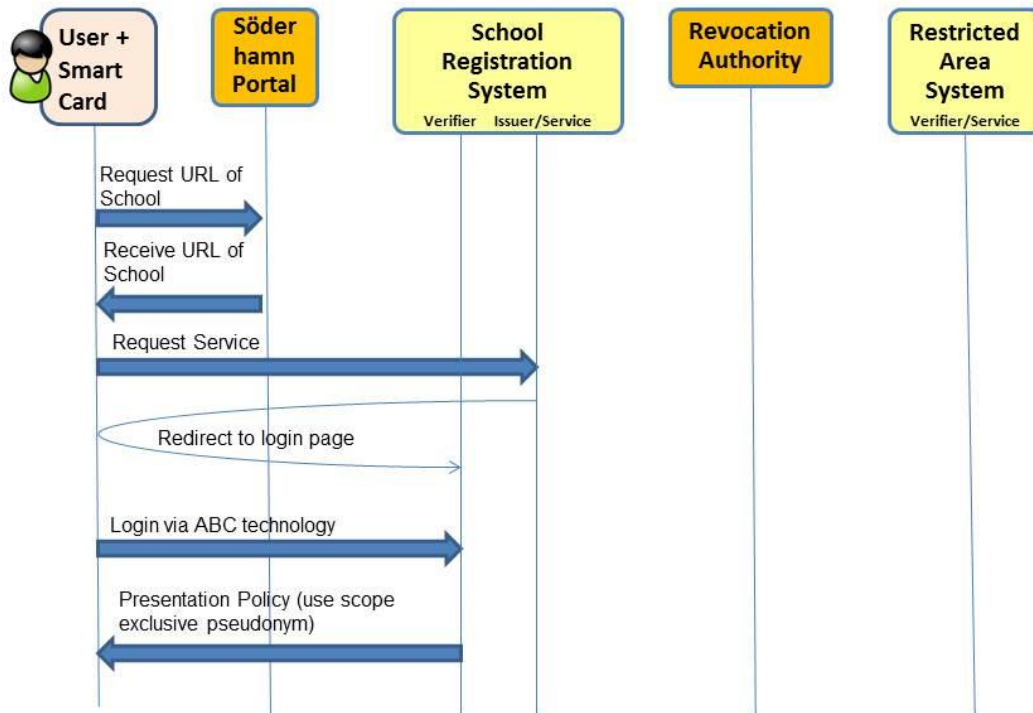 User +
Smart
Card
Söder
hamn
Portal
School
Registration
System
Verifier Issuer/Service
Revocation
Authority
Restricted
Area
System
Verifier/Service
Request URL of
School
Receive URL of
School
Request Service
Redirect to login page
Login via ABC technology
Presentation Policy (use scope
exclusive pseudonym)